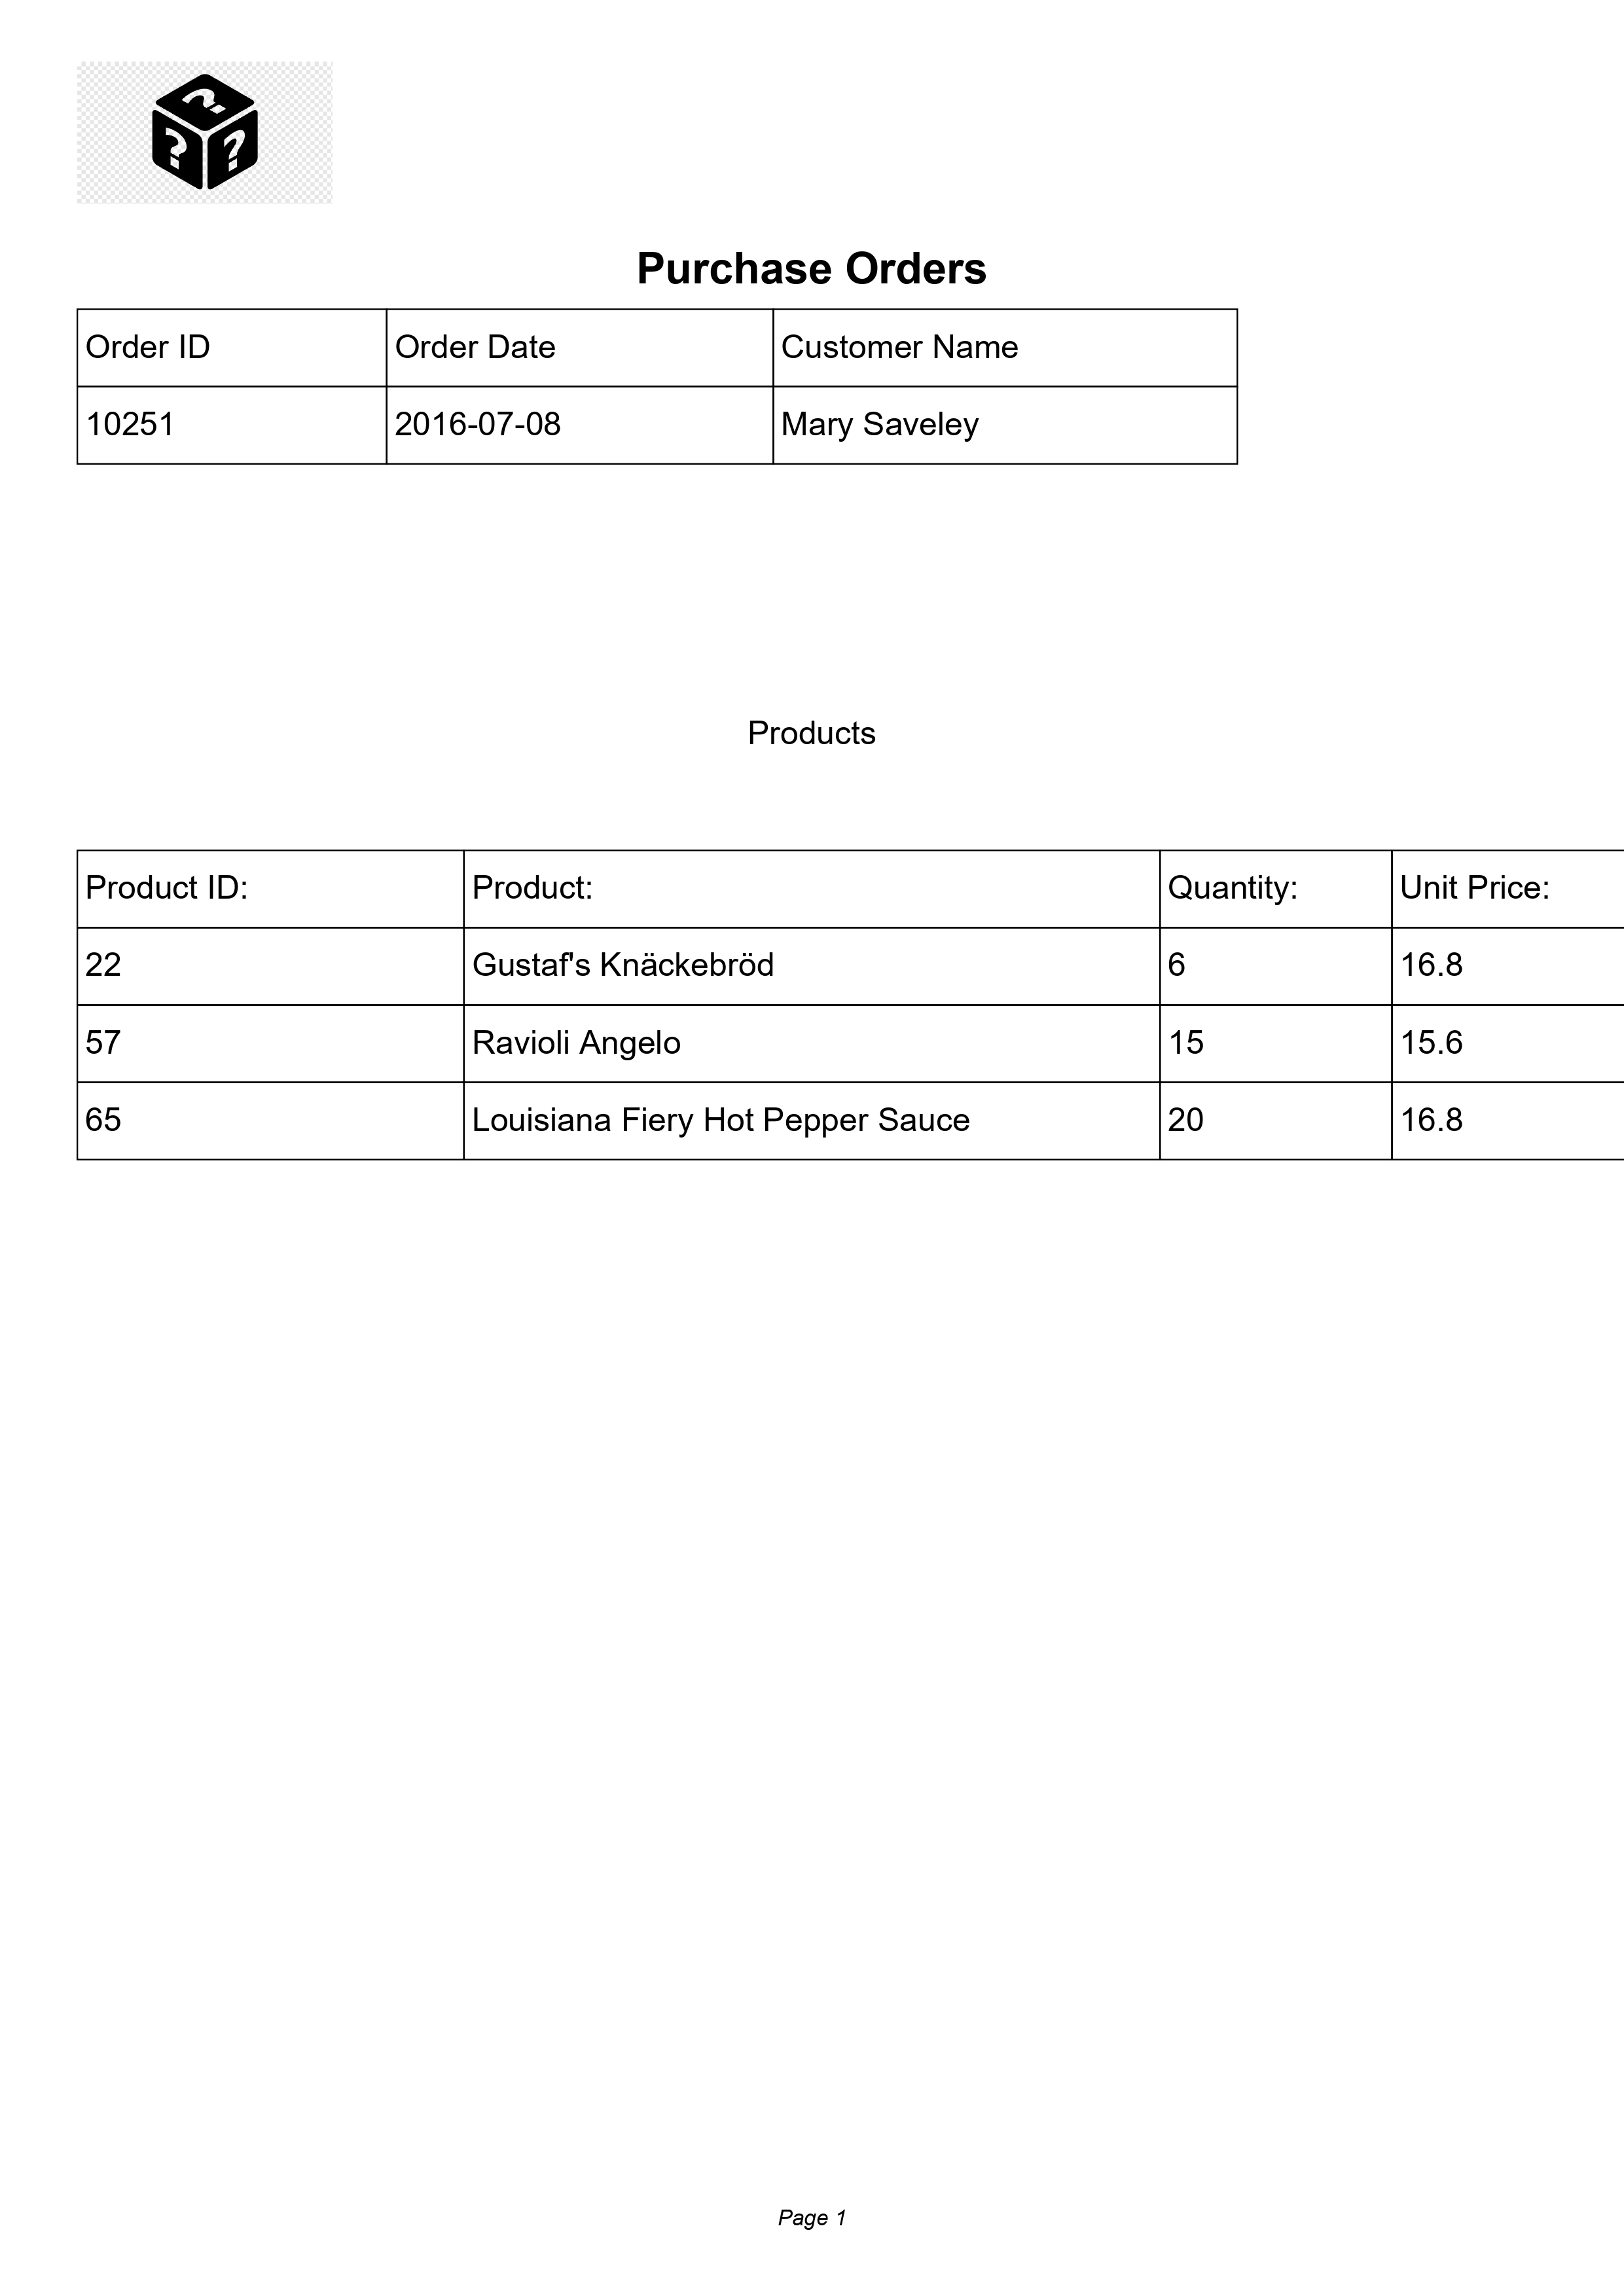 Purchase Orders
Order ID Order Date Customer Name
10251 2016-07-08 Mary Saveley
Products
Product ID: Product: Quantity: Unit Price:
22 Gustaf's Knäckebröd 6 16.8
57 Ravioli Angelo 15 15.6
65 Louisiana Fiery Hot Pepper Sauce 20 16.8
Page 1